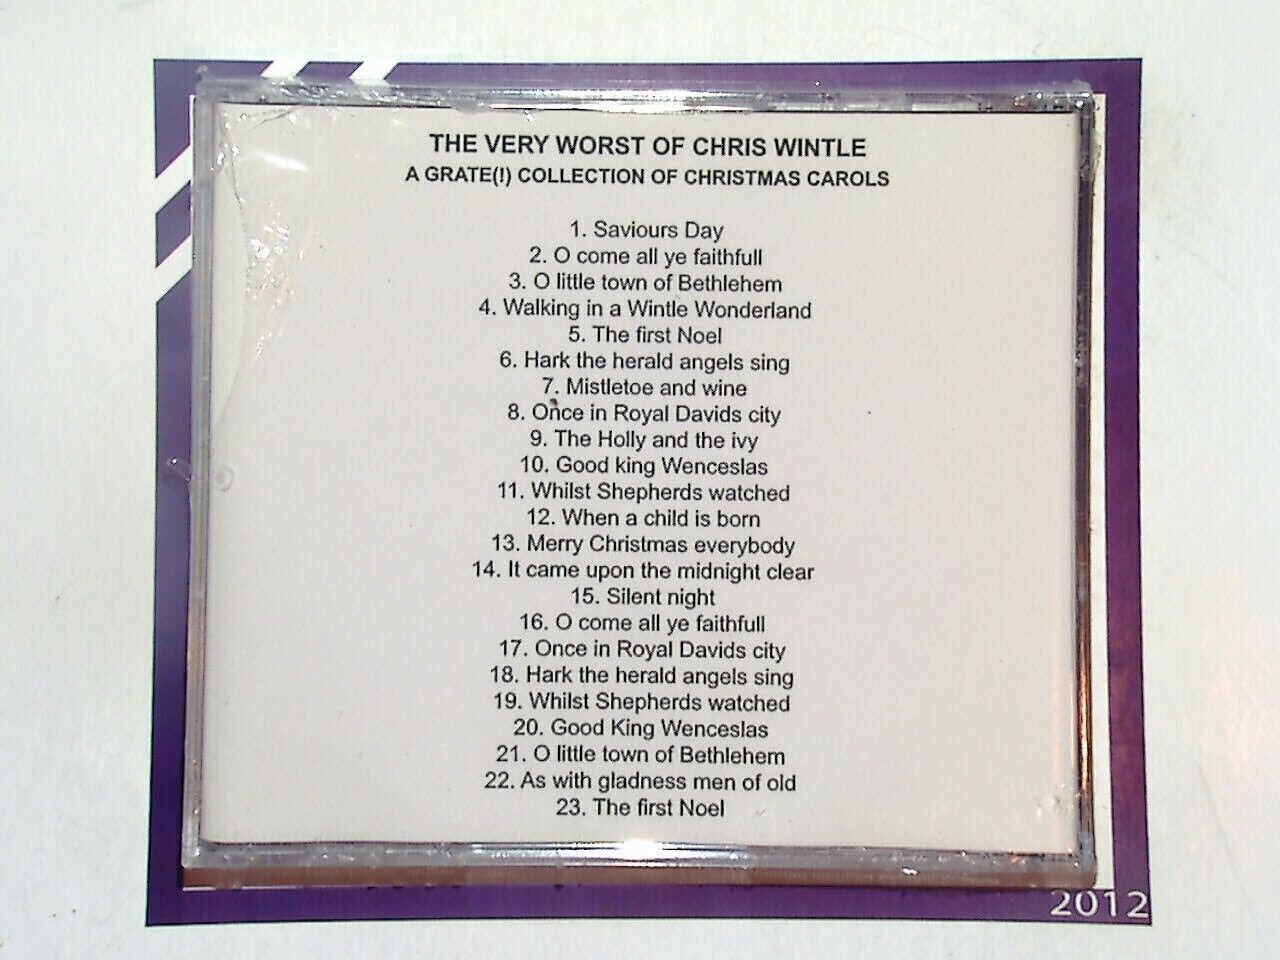 THE VERY WORST OF CHRIS WINTLE
A GRATE(!) COLLECTION OF CHRISTMAS CAROLS
1. Saviours Day
2. O come all ye faithfull
3. O little town of Bethlehem
4. Walking in a Wintle Wonderland
5. The first Noel
6. Hark the herald angels sing
7. Mistletoe and wine
8. Once in Royal Davids city
9. The Holly and the ivy
10. Good king Wenceslas
11. Whilst Shepherds watched
12. When a child is born
13. Merry Christmas everybody
14. It came upon the midnight clear
15. Silent night
16. O come all ye faithfull
17. Once in Royal Davids city
18. Hark the herald angels sing
19. Whilst Shepherds watched
20. Good King Wenceslas
21. O little town of Bethlehem
22. As with gladness men of old
23. The first Noel
2012